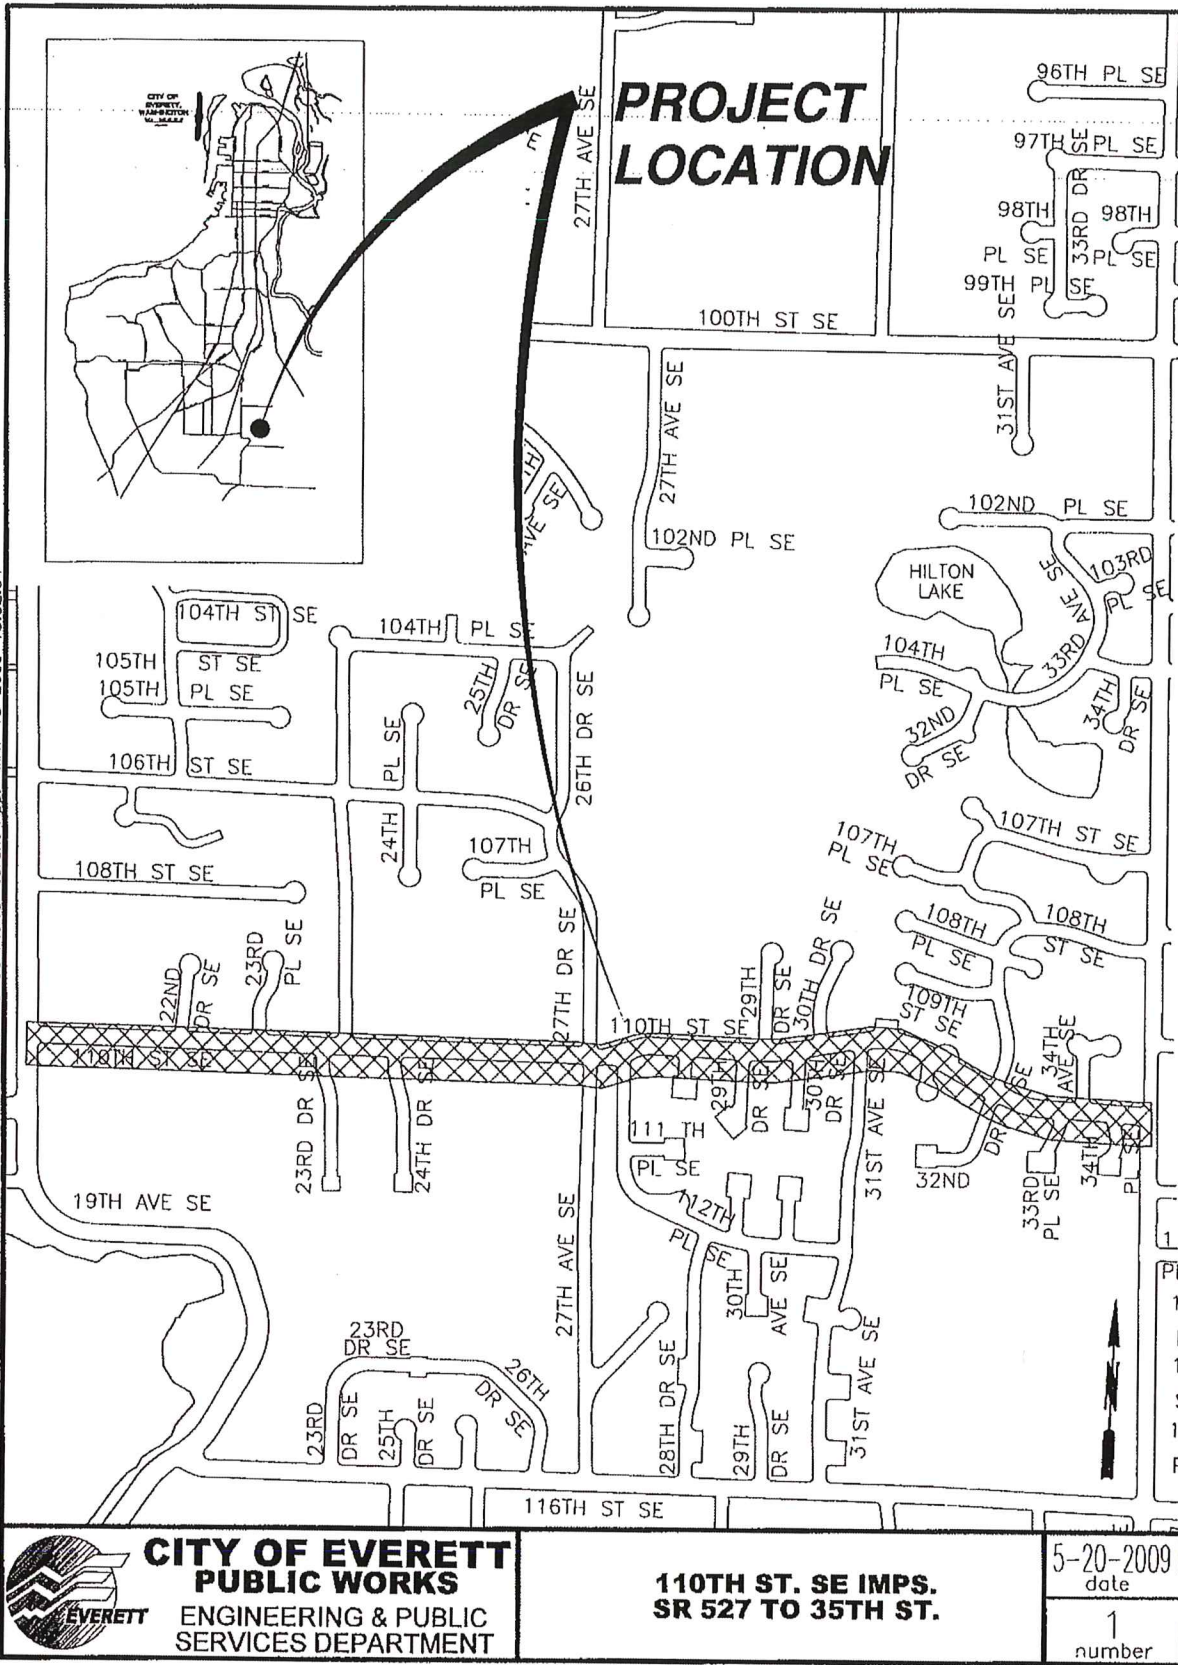 CITY OF
EVERETT,
WASHINGTON
PROJECT
LOCATION
27TH AVE SE
96TH PL SE
97TH PL SE
33RD DR SE
98TH
PL SE
98TH
PL SE
99TH PL SE
100TH ST SE
31ST AVE SE
27TH AVE SE
AVE SE
102ND PL SE
102ND PL SE
103RD
PL SE
HILTON
LAKE
33RD AVE SE
104TH
PL SE
34TH
DR SE
32ND
DR SE
104TH ST SE
105TH ST SE
105TH PL SE
104TH PL SE
25TH
DR SE
26TH DR SE
24TH PL SE
106TH ST SE
107TH
PL SE
108TH ST SE
107TH ST SE
107TH
PL SE
108TH
PL SE
108TH
ST SE
109TH
ST SE
22ND
DR SE
23RD
PL SE
27TH DR SE
29TH
DR SE
30TH DR SE
110TH ST SE
110TH ST SE
34TH
AVE SE
23RD DR SE
24TH DR SE
29TH
DR SE
30TH
DR SE
31ST AVE SE
32ND
DR SE
33RD
PL SE
34TH
PL SE
111TH
PL SE
112TH
PL SE
19TH AVE SE
27TH AVE SE
30TH
AVE SE
23RD
DR SE
26TH
DR SE
23RD
DR SE
25TH
DR SE
28TH DR SE
29TH
DR SE
31ST AVE SE
N
116TH ST SE
EVERETT
CITY OF EVERETT
PUBLIC WORKS
ENGINEERING & PUBLIC
SERVICES DEPARTMENT
110TH ST. SE IMPS.
SR 527 TO 35TH ST.
5-20-2009
date
1
number